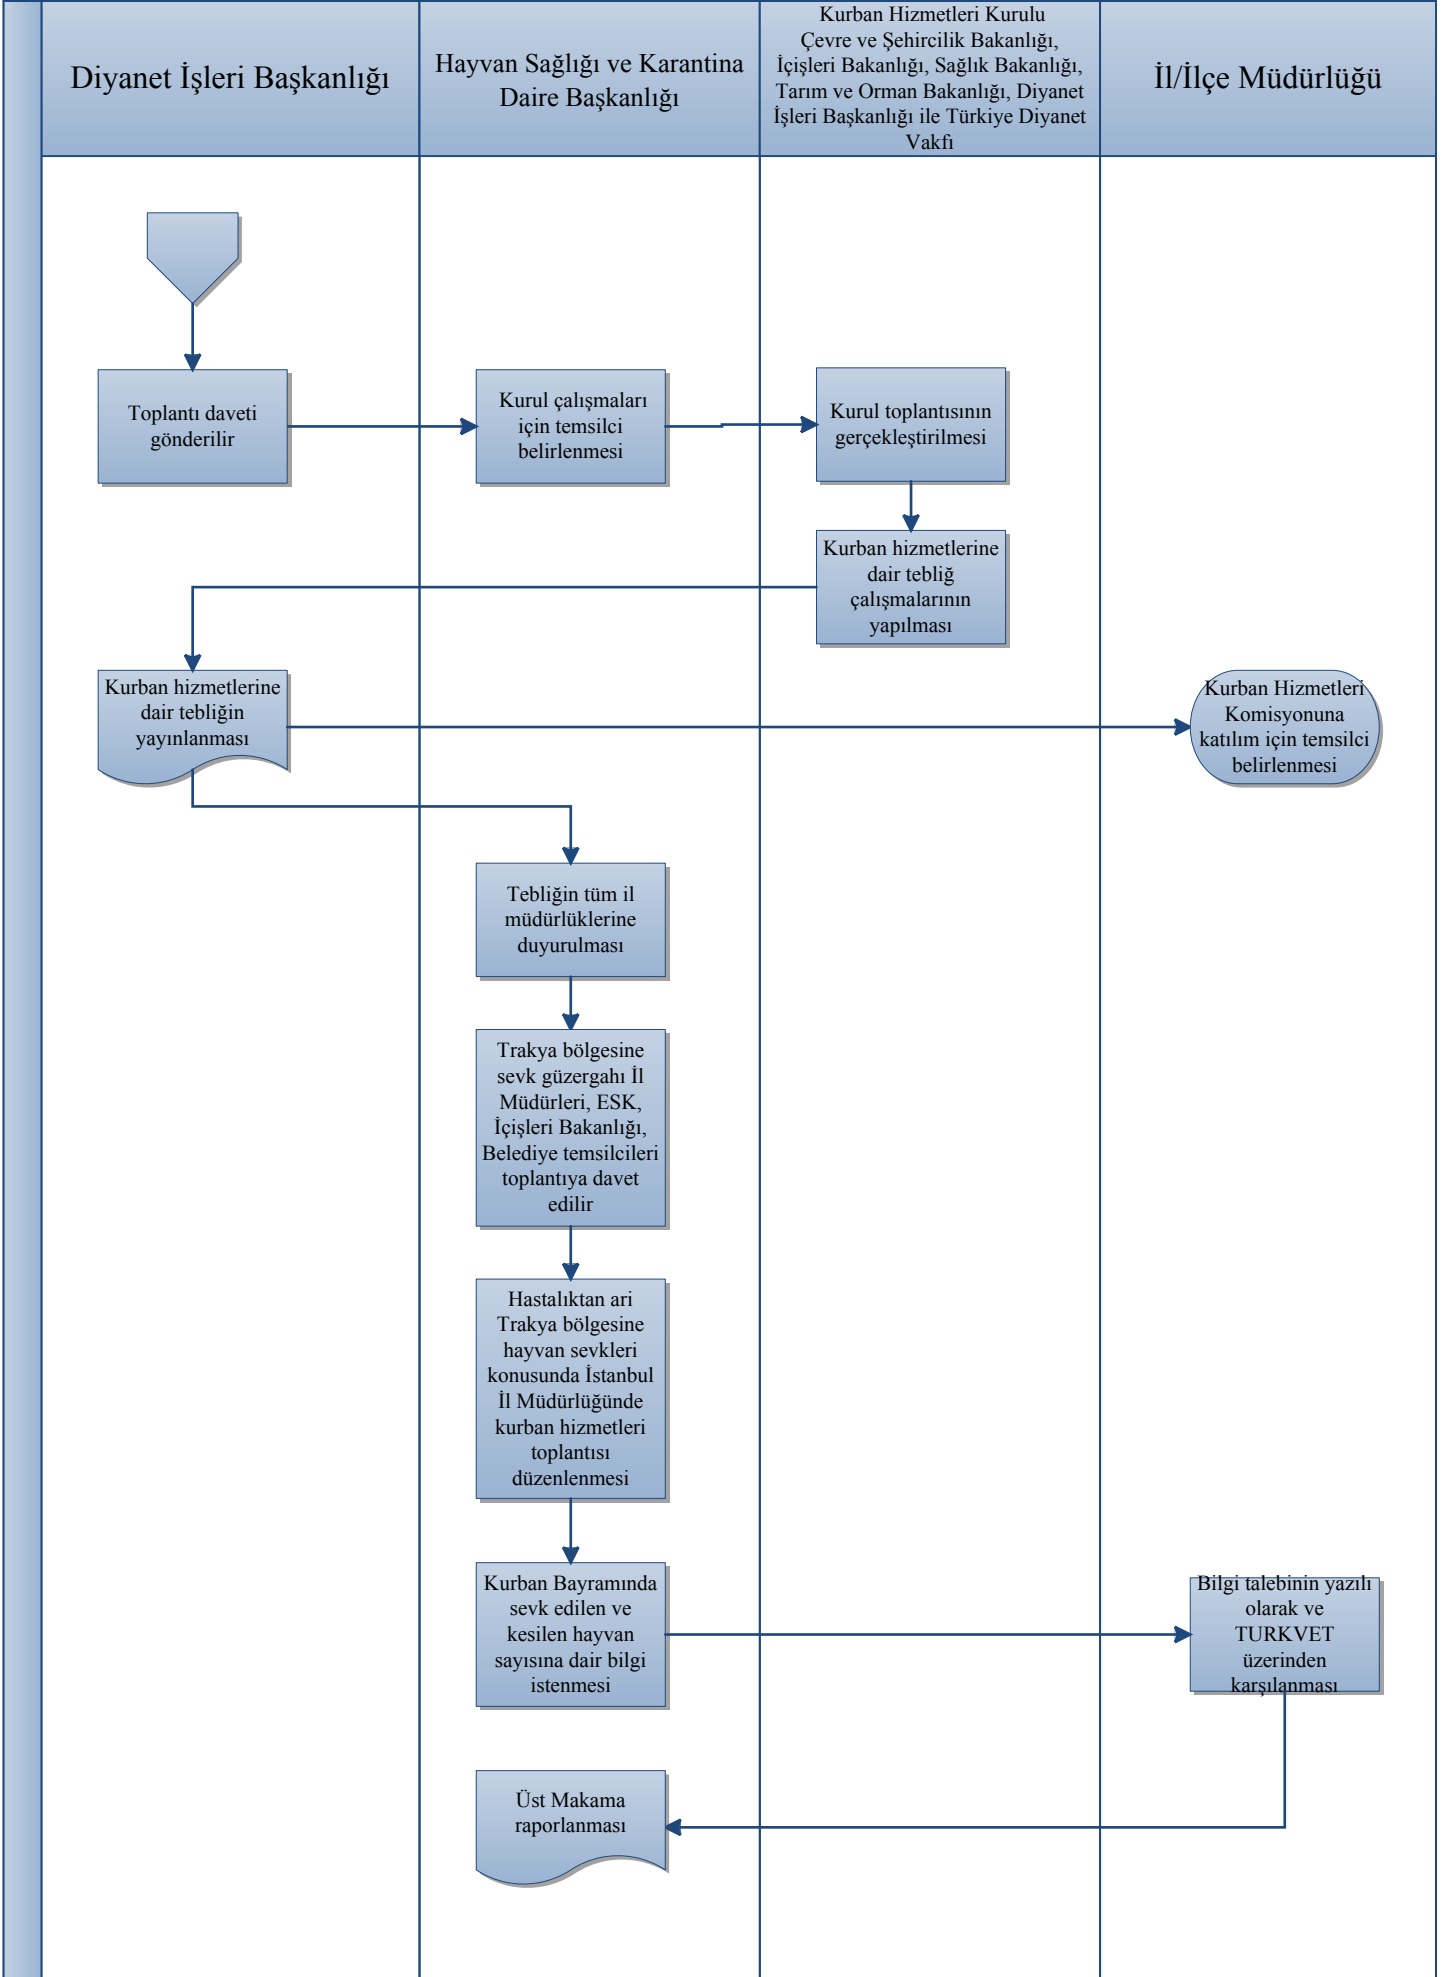 Diyanet İşleri Başkanlığı
Hayvan Sağlığı ve Karantina
Daire Başkanlığı
Kurban Hizmetleri Kurulu
Çevre ve Şehircilik Bakanlığı,
İçişleri Bakanlığı, Sağlık Bakanlığı,
Tarım ve Orman Bakanlığı, Diyanet
İşleri Başkanlığı ile Türkiye Diyanet
Vakfı
İl/İlçe Müdürlüğü
Toplantı daveti
gönderilir
Kurul çalışmaları
için temsilci
belirlenmesi
Kurul toplantısının
gerçekleştirilmesi
Kurban hizmetlerine
dair tebliğ
çalışmalarının
yapılması
Kurban hizmetlerine
dair tebliğin
yayınlanması
Kurban Hizmetleri
Komisyonuna
katılım için temsilci
belirlenmesi
Tebliğin tüm il
müdürlüklerine
duyurulması
Trakya bölgesine
sevk güzergahı İl
Müdürleri, ESK,
İçişleri Bakanlığı,
Belediye temsilcileri
toplantıya davet
edilir
Hastalıktan ari
Trakya bölgesine
hayvan sevkleri
konusunda İstanbul
İl Müdürlüğünde
kurban hizmetleri
toplantısı
düzenlenmesi
Kurban Bayramında
sevk edilen ve
kesilen hayvan
sayısına dair bilgi
istenmesi
Bilgi talebinin yazılı
olarak ve
TURKVET
üzerinden
karşılanması
Üst Makama
raporlanması